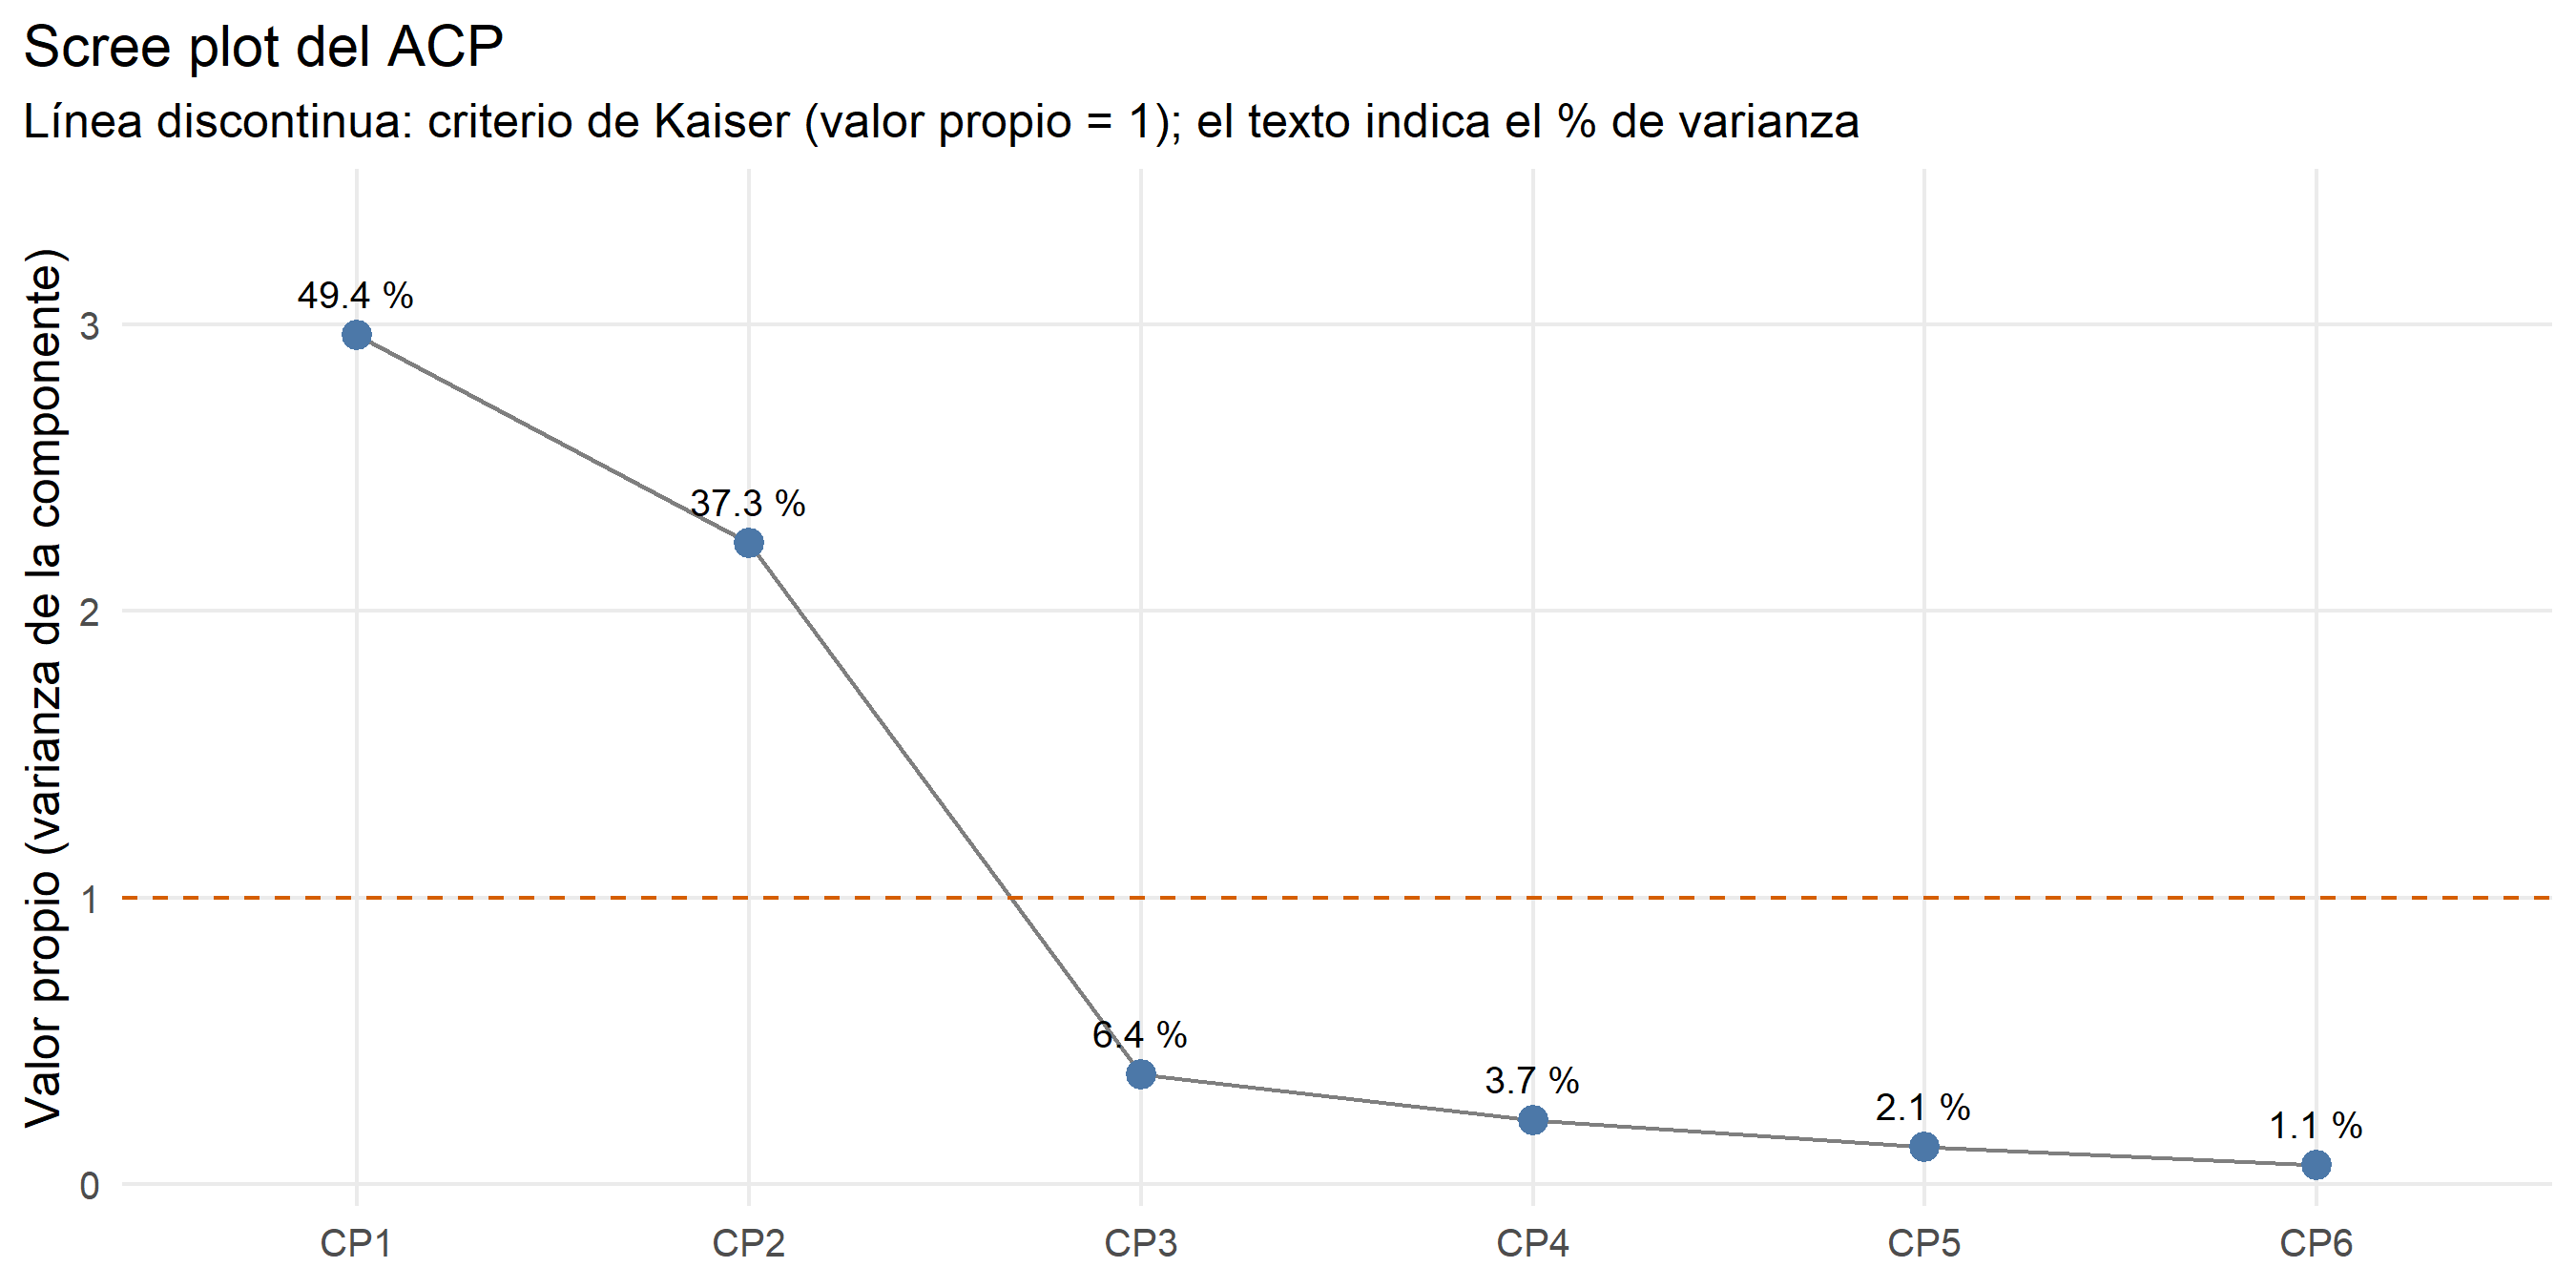 Scree plot del ACP
Línea discontinua: criterio de Kaiser (valor propio = 1); el texto indica el % de varianza
Valor propio (varianza de la componente)
3
2
1
0
49.4 %
37.3 %
6.4 %
3.7 %
2.1 %
1.1 %
CP1
CP2
CP3
CP4
CP5
CP6